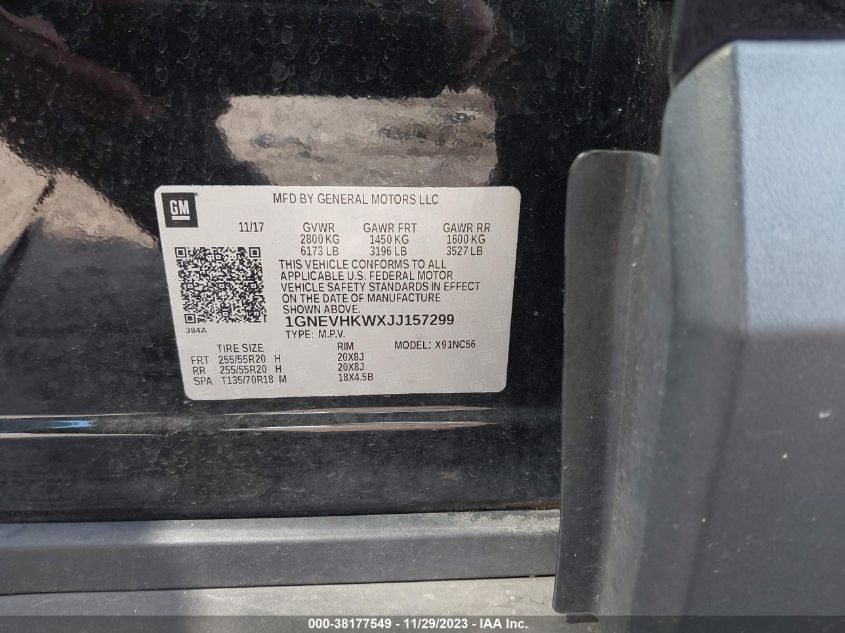 GM
MFD BY GENERAL MOTORS LLC
11/17 GVWR GAWR FRT GAWR RR
2800 KG 1450 KG 1600 KG
6173 LB 3196 LB 3527 LB
THIS VEHICLE CONFORMS TO ALL
APPLICABLE U.S. FEDERAL MOTOR
VEHICLE SAFETY STANDARDS IN EFFECT
ON THE DATE OF MANUFACTURE
SHOWN ABOVE.
384A
1GNEVHKWXJJ157299
TYPE: M.P.V.
TIRE SIZE RIM MODEL: X91NC56
FRT 255/55R20 H 20X8J
RR 255/55R20 H 20X8J
SPA T135/70R18 M 18X4.5B
000-38177549 - 11/29/2023 - IAA Inc.